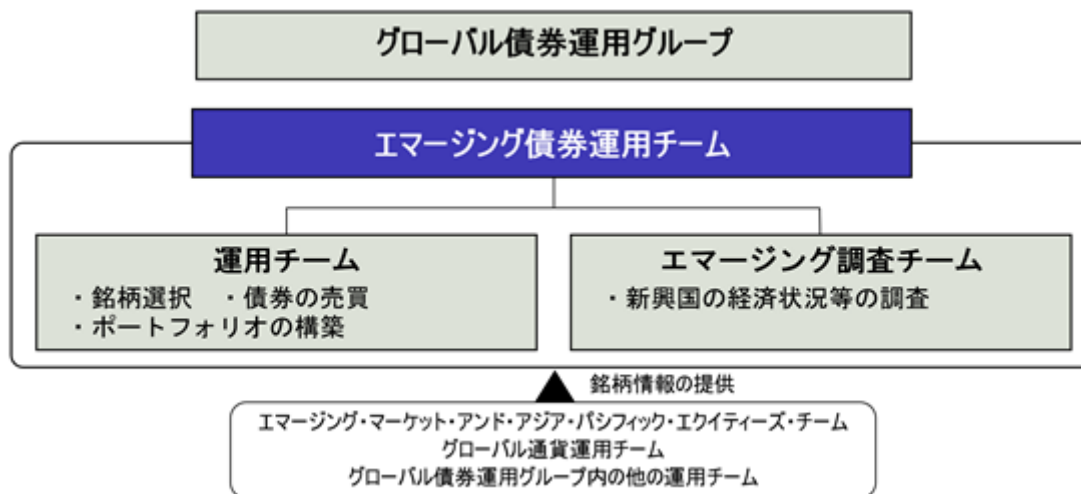 グローバル債券運用グループ
エマージング債券運用チーム
運用チーム
・銘柄選択　・債券の売買
・ポートフォリオの構築
エマージング調査チーム
・新興国の経済状況等の調査
銘柄情報の提供
エマージング・マーケット・アンド・アジア・パシフィック・エクイティーズ・チーム
グローバル通貨運用チーム
グローバル債券運用グループ内の他の運用チーム